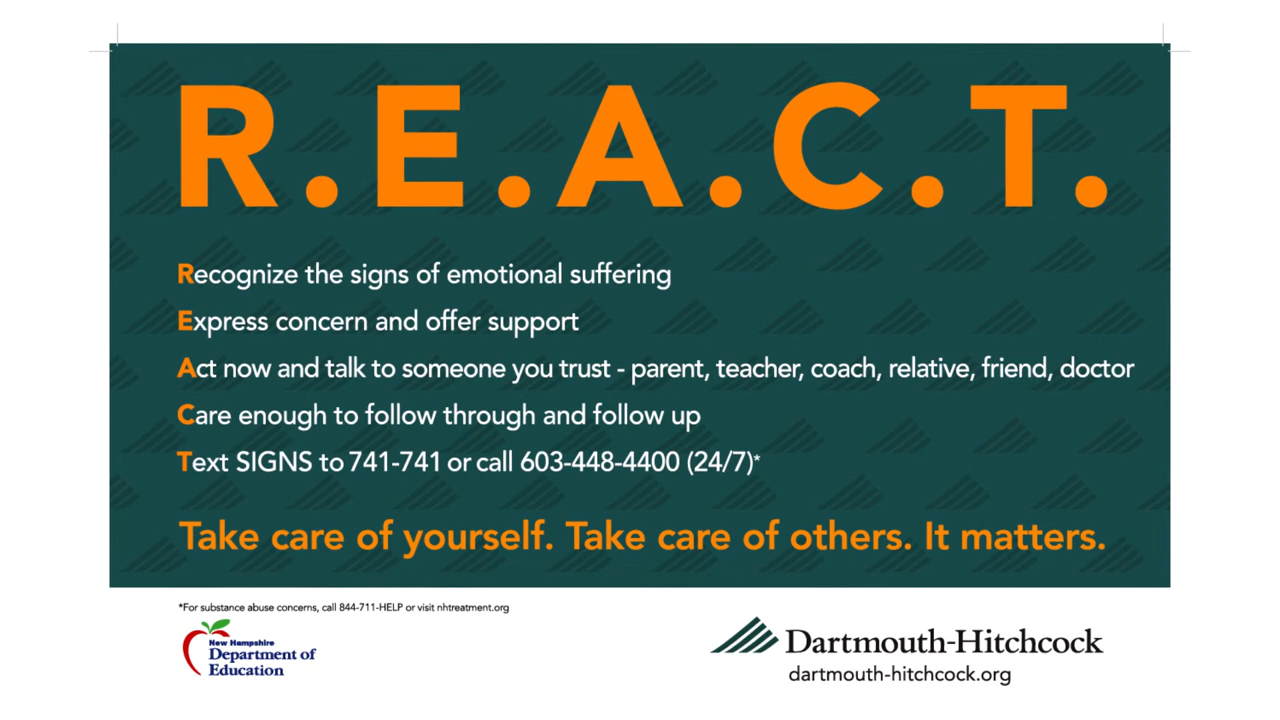 R.E.A.C.T.
Recognize the signs of emotional suffering
Express concern and offer support
Act now and talk to someone you trust - parent, teacher, coach, relative, friend, doctor
Care enough to follow through and follow up
Text SIGNS to 741-741 or call 603-448-4400 (24/7)*
Take care of yourself. Take care of others. It matters.
*For substance abuse concerns, call 844-711-HELP or visit nhtreatment.org
New Hampshire
Department of
Education
Dartmouth-Hitchcock
dartmouth-hitchcock.org